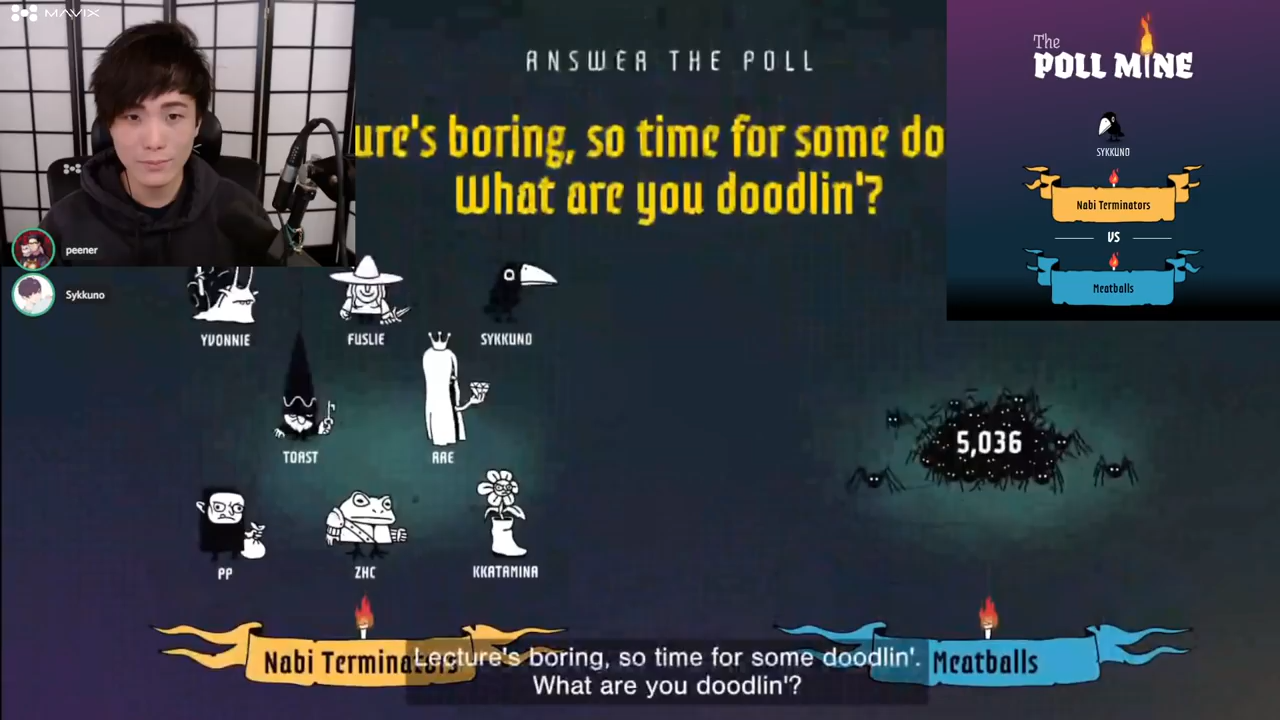 MAVIX
ANSWER THE POLL
ure's boring, so time for some do
What are you doodlin'?
The
POLL MINE
SYKKUNO
Nabi Terminators
VS
Meatballs
peener
Sykkuno
YVONNIE
FUSLIE
SYKKUNO
TOAST
RAE
5,036
PP
ZHC
KKATAMINA
Nabi Terminators
Meatballs
Lecture's boring, so time for some doodlin'.
What are you doodlin'?